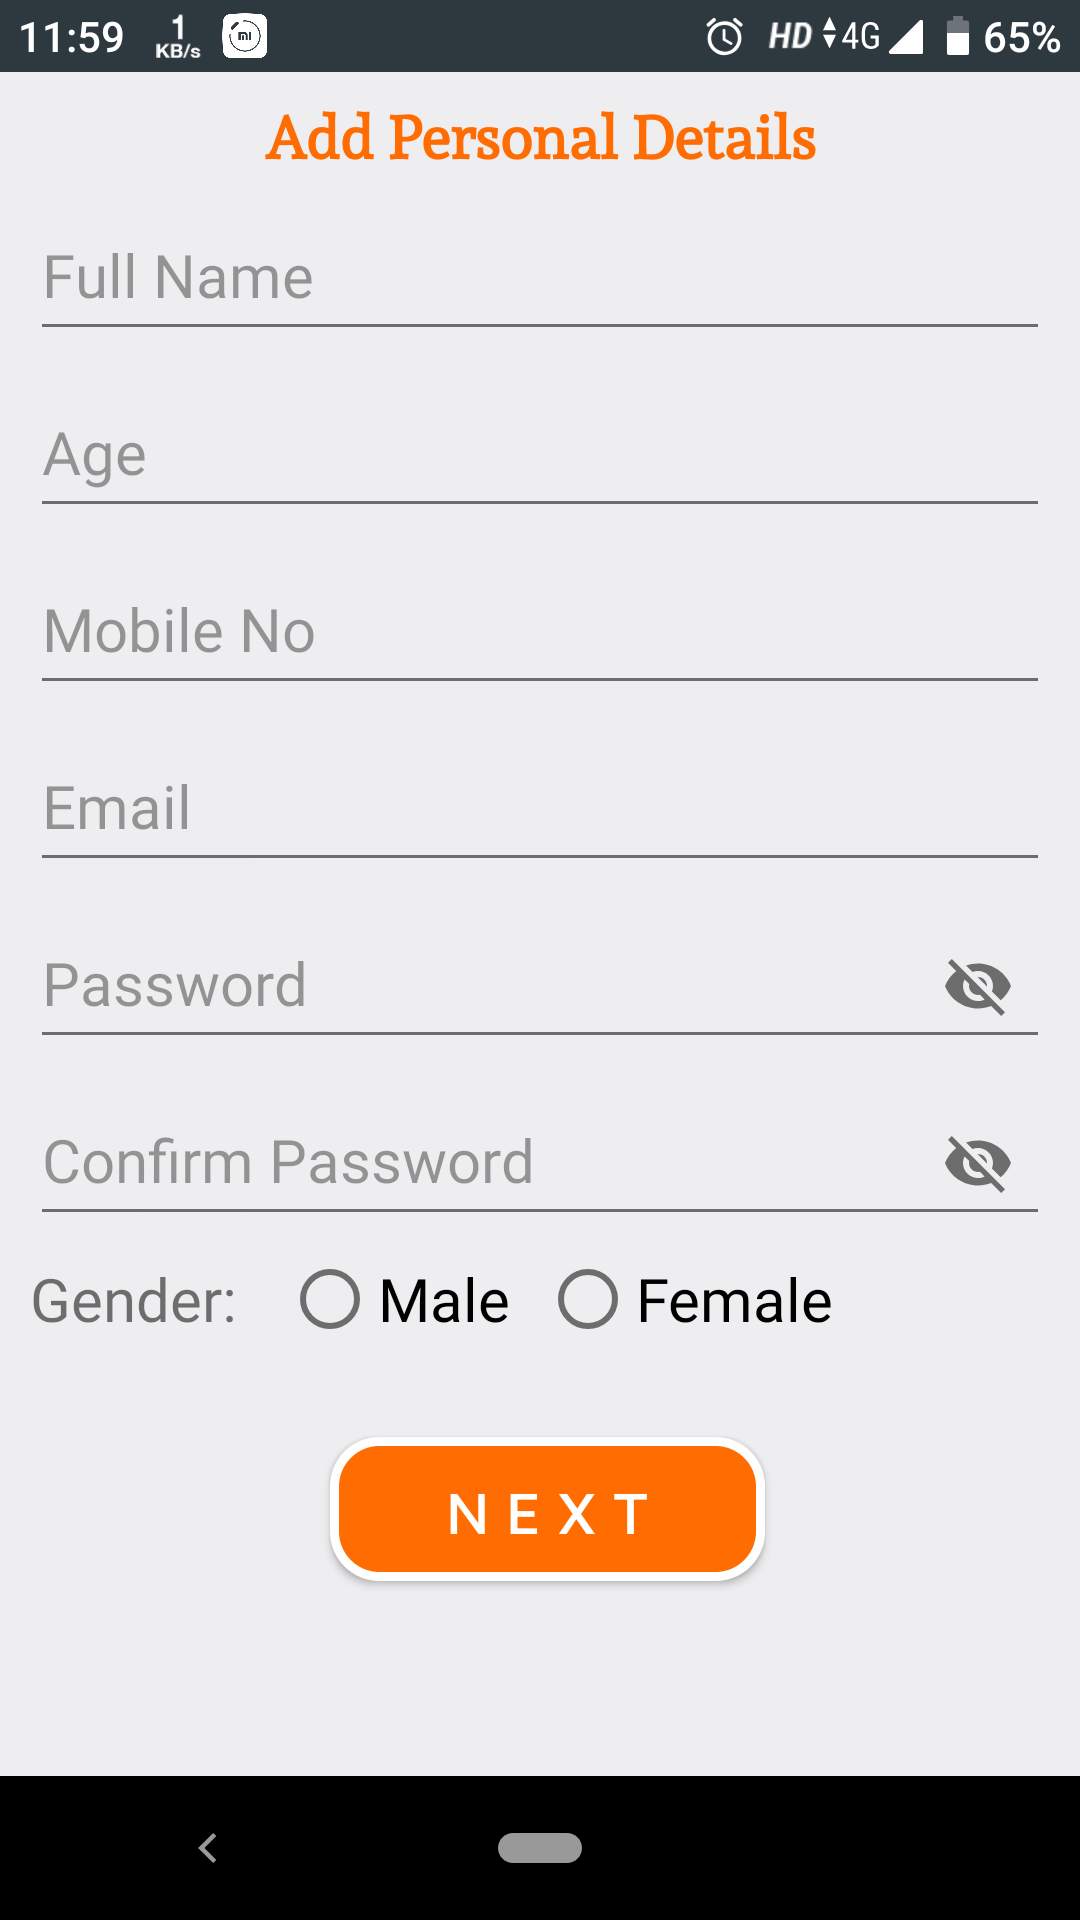 11:59 1 KB/s mi HD 4G 65%
Add Personal Details
Full Name
Age
Mobile No
Email
Password
Confirm Password
Gender: Male Female
NEXT